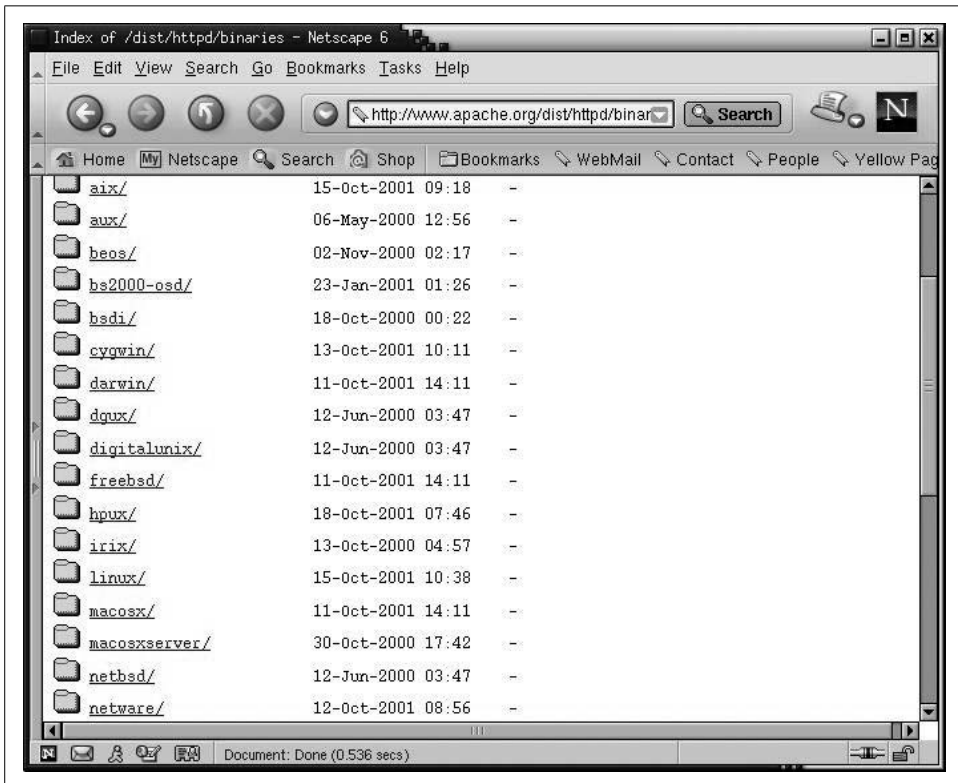 Index of /dist/httpd/binaries - Netscape 6
File Edit View Search Go Bookmarks Tasks Help
http://www.apache.org/dist/httpd/binar Search N
Home My Netscape Search Shop Bookmarks WebMail Contact People Yellow Pag
aix/ 15-Oct-2001 09:18 -
aux/ 06-May-2000 12:56 -
beos/ 02-Nov-2000 02:17 -
bs2000-osd/ 23-Jan-2001 01:26 -
bsdi/ 18-Oct-2000 00:22 -
cygwin/ 13-Oct-2001 10:11 -
darwin/ 11-Oct-2001 14:11 -
dgux/ 12-Jun-2000 03:47 -
digitalunix/ 12-Jun-2000 03:47 -
freebsd/ 11-Oct-2001 14:11 -
hpux/ 18-Oct-2001 07:46 -
irix/ 13-Oct-2000 04:57 -
linux/ 15-Oct-2001 10:38 -
macosx/ 11-Oct-2001 14:11 -
macosxserver/ 30-Oct-2000 17:42 -
netbsd/ 12-Jun-2000 03:47 -
netware/ 12-Oct-2001 08:56 -
N Document: Done (0.536 secs)